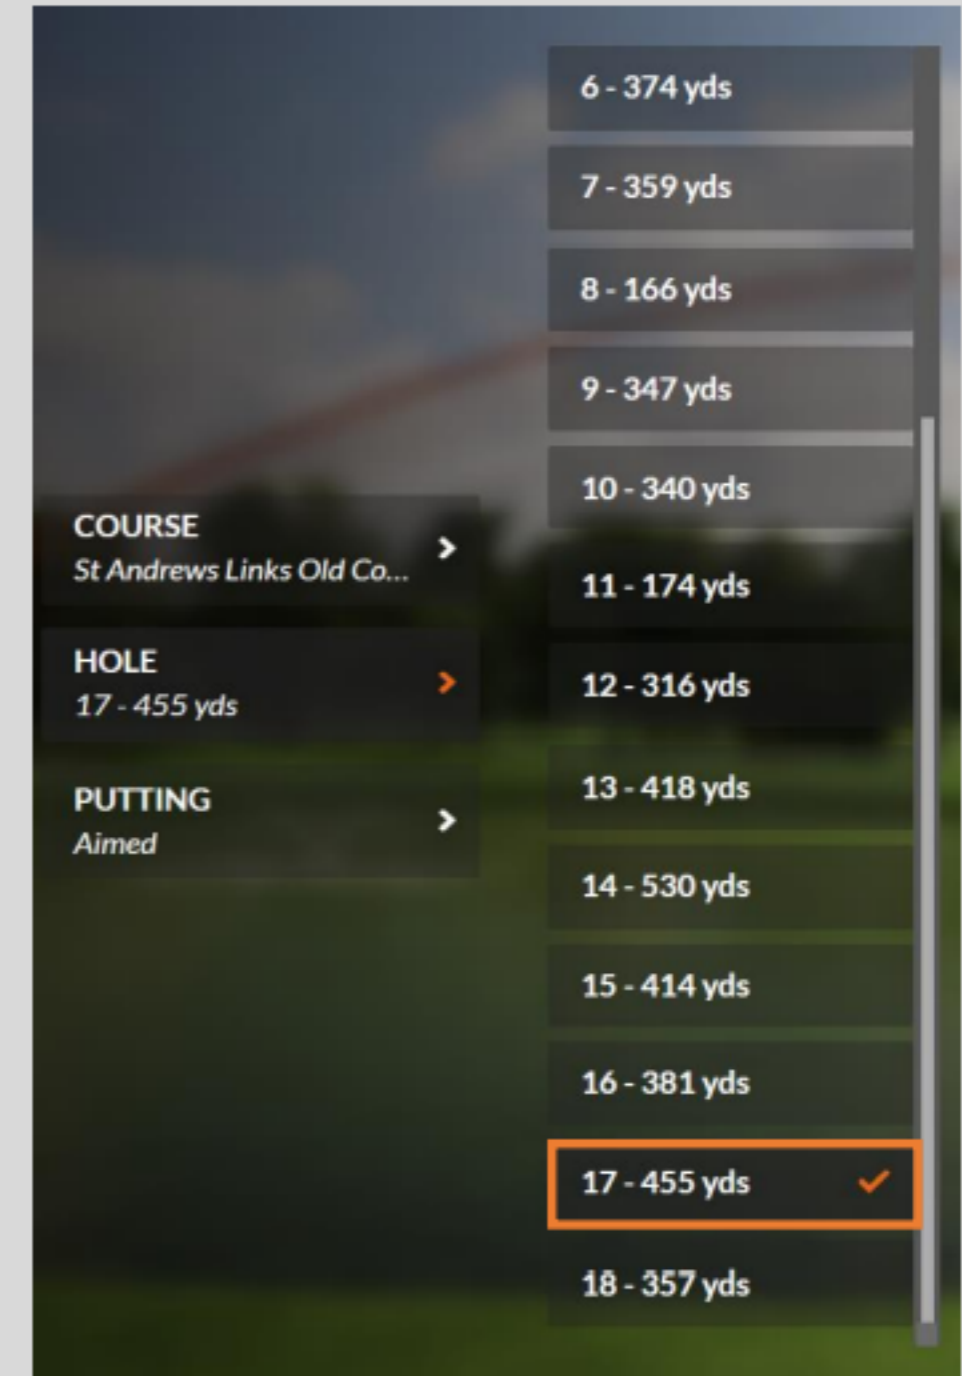 COURSE
St Andrews Links Old Co...
HOLE
17 - 455 yds
PUTTING
Aimed
6 - 374 yds
7 - 359 yds
8 - 166 yds
9 - 347 yds
10 - 340 yds
11 - 174 yds
12 - 316 yds
13 - 418 yds
14 - 530 yds
15 - 414 yds
16 - 381 yds
17 - 455 yds
18 - 357 yds